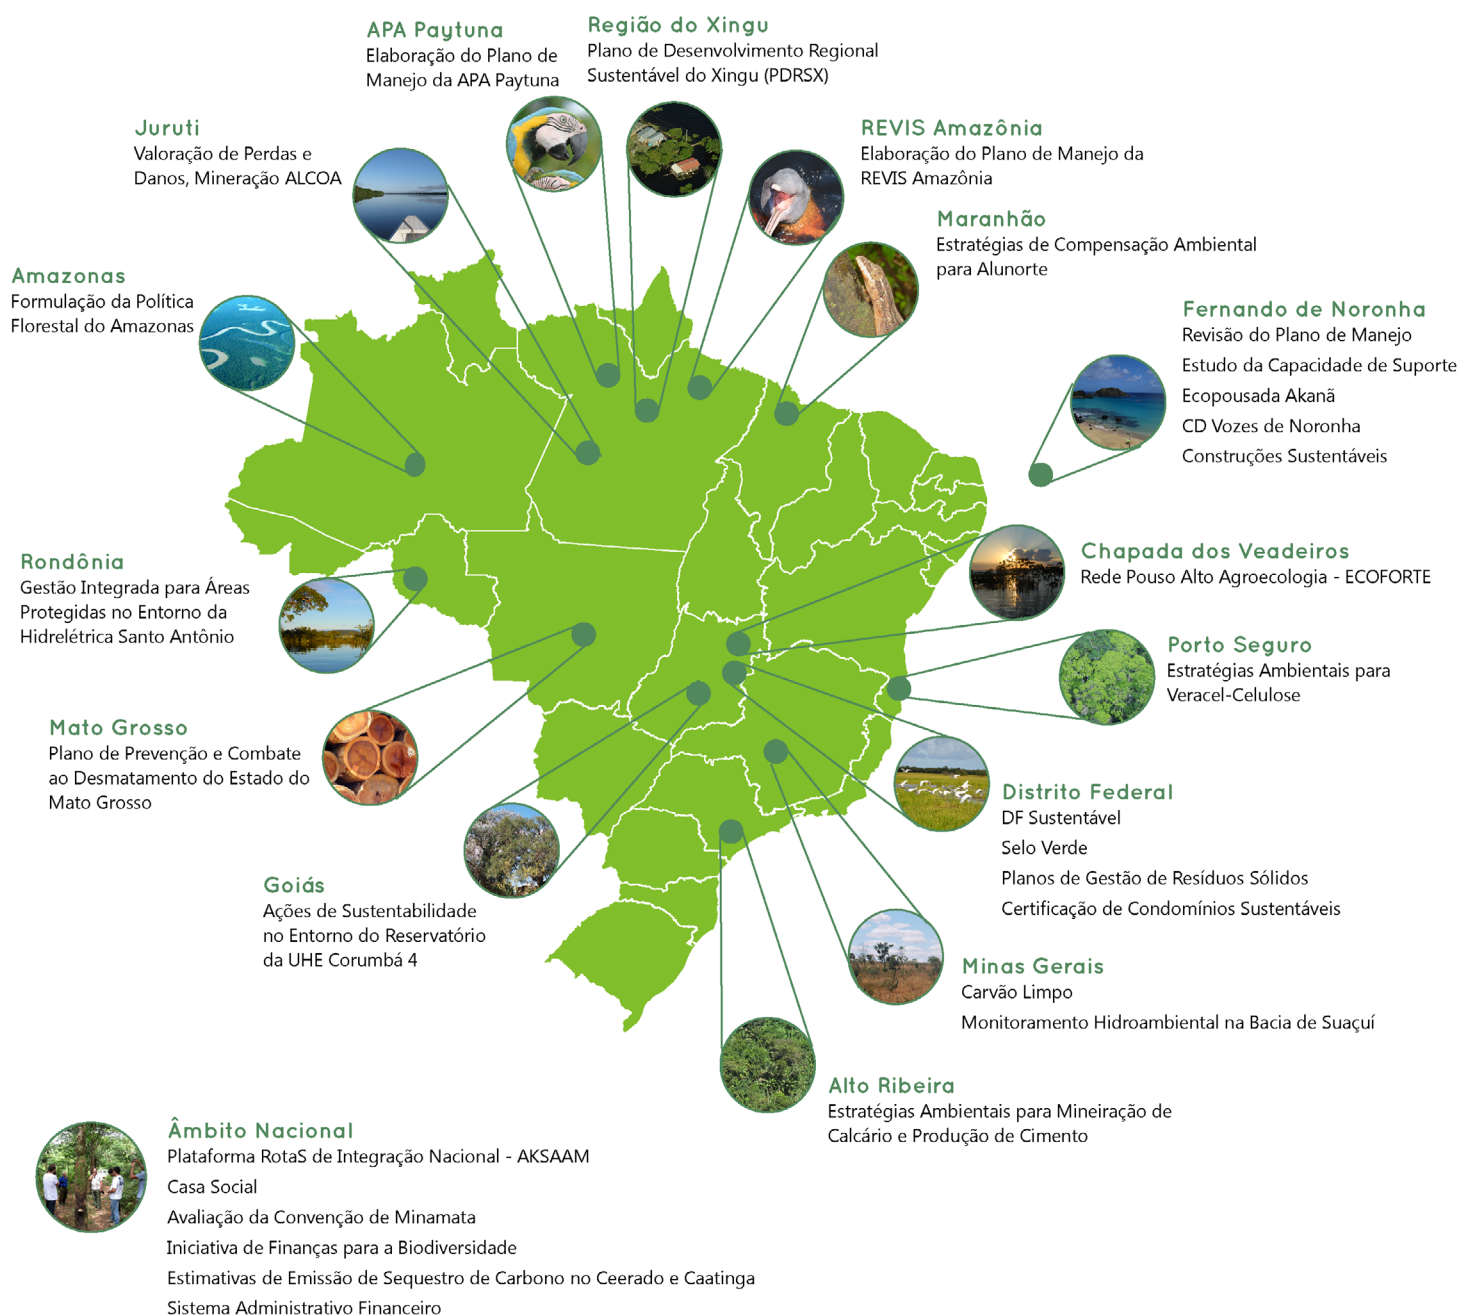 APA Paytuna
Elaboração do Plano de
Manejo da APA Paytuna
Região do Xingu
Plano de Desenvolvimento Regional
Sustentável do Xingu (PDRSX)
Juruti
Valoração de Perdas e
Danos, Mineração ALCOA
REVIS Amazônia
Elaboração do Plano de Manejo da
REVIS Amazônia
Maranhão
Estratégias de Compensação Ambiental
para Alunorte
Amazonas
Formulação da Política
Florestal do Amazonas
Fernando de Noronha
Revisão do Plano de Manejo
Estudo da Capacidade de Suporte
Ecopousada Akanã
CD Vozes de Noronha
Construções Sustentáveis
Chapada dos Veadeiros
Rede Pouso Alto Agroecologia - ECOFORTE
Rondônia
Gestão Integrada para Áreas
Protegidas no Entorno da
Hidrelétrica Santo Antônio
Porto Seguro
Estratégias Ambientais para
Veracel-Celulose
Mato Grosso
Plano de Prevenção e Combate
ao Desmatamento do Estado do
Mato Grosso
Distrito Federal
DF Sustentável
Selo Verde
Planos de Gestão de Resíduos Sólidos
Certificação de Condomínios Sustentáveis
Goiás
Ações de Sustentabilidade
no Entorno do Reservatório
da UHE Corumbá 4
Minas Gerais
Carvão Limpo
Monitoramento Hidroambiental na Bacia de Suaçuí
Alto Ribeira
Estratégias Ambientais para Mineiração de
Calcário e Produção de Cimento
Âmbito Nacional
Plataforma RotaS de Integração Nacional - AKSAAM
Casa Social
Avaliação da Convenção de Minamata
Iniciativa de Finanças para a Biodiversidade
Estimativas de Emissão de Sequestro de Carbono no Ceerado e Caatinga
Sistema Administrativo Financeiro